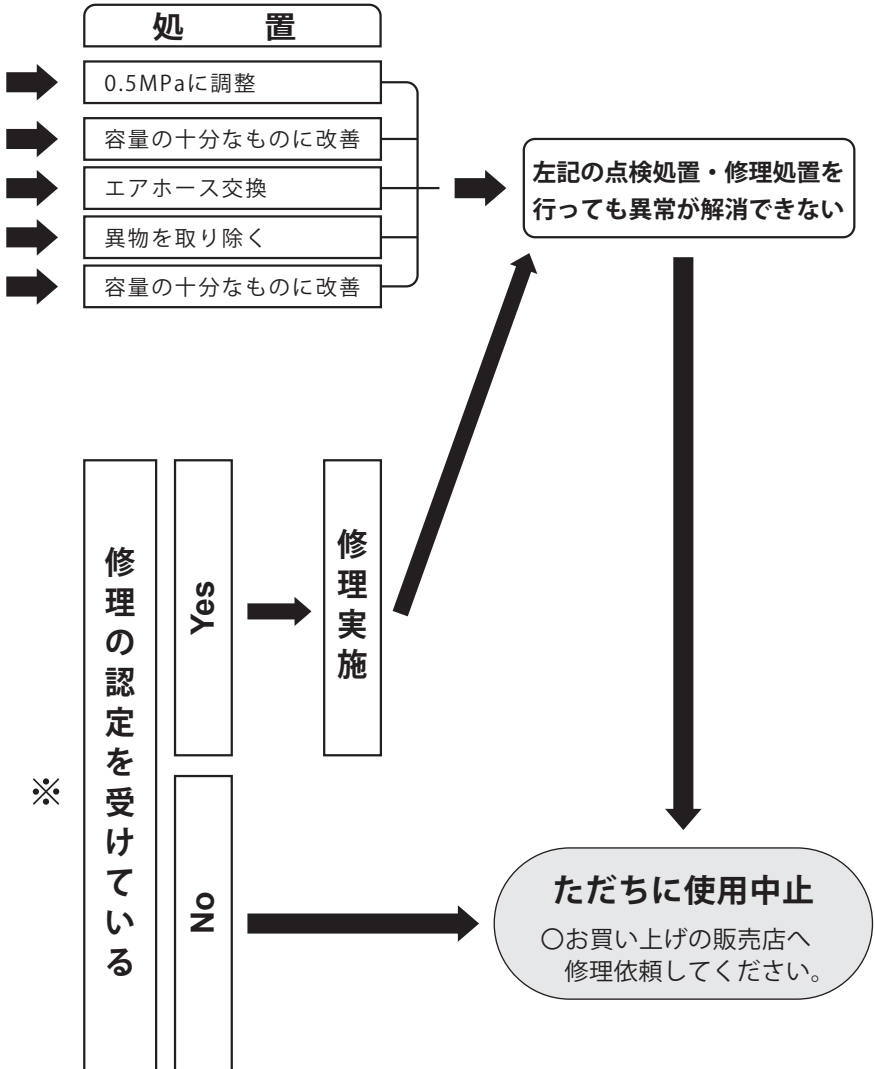 処 置
0.5MPaに調整
容量の十分なものに改善
エアホース交換
異物を取り除く
容量の十分なものに改善
左記の点検処置・修理処置を
行っても異常が解消できない
※
修理の認定を受けている
Yes
修理実施
No
ただちに使用中止
○お買い上げの販売店へ
修理依頼してください。